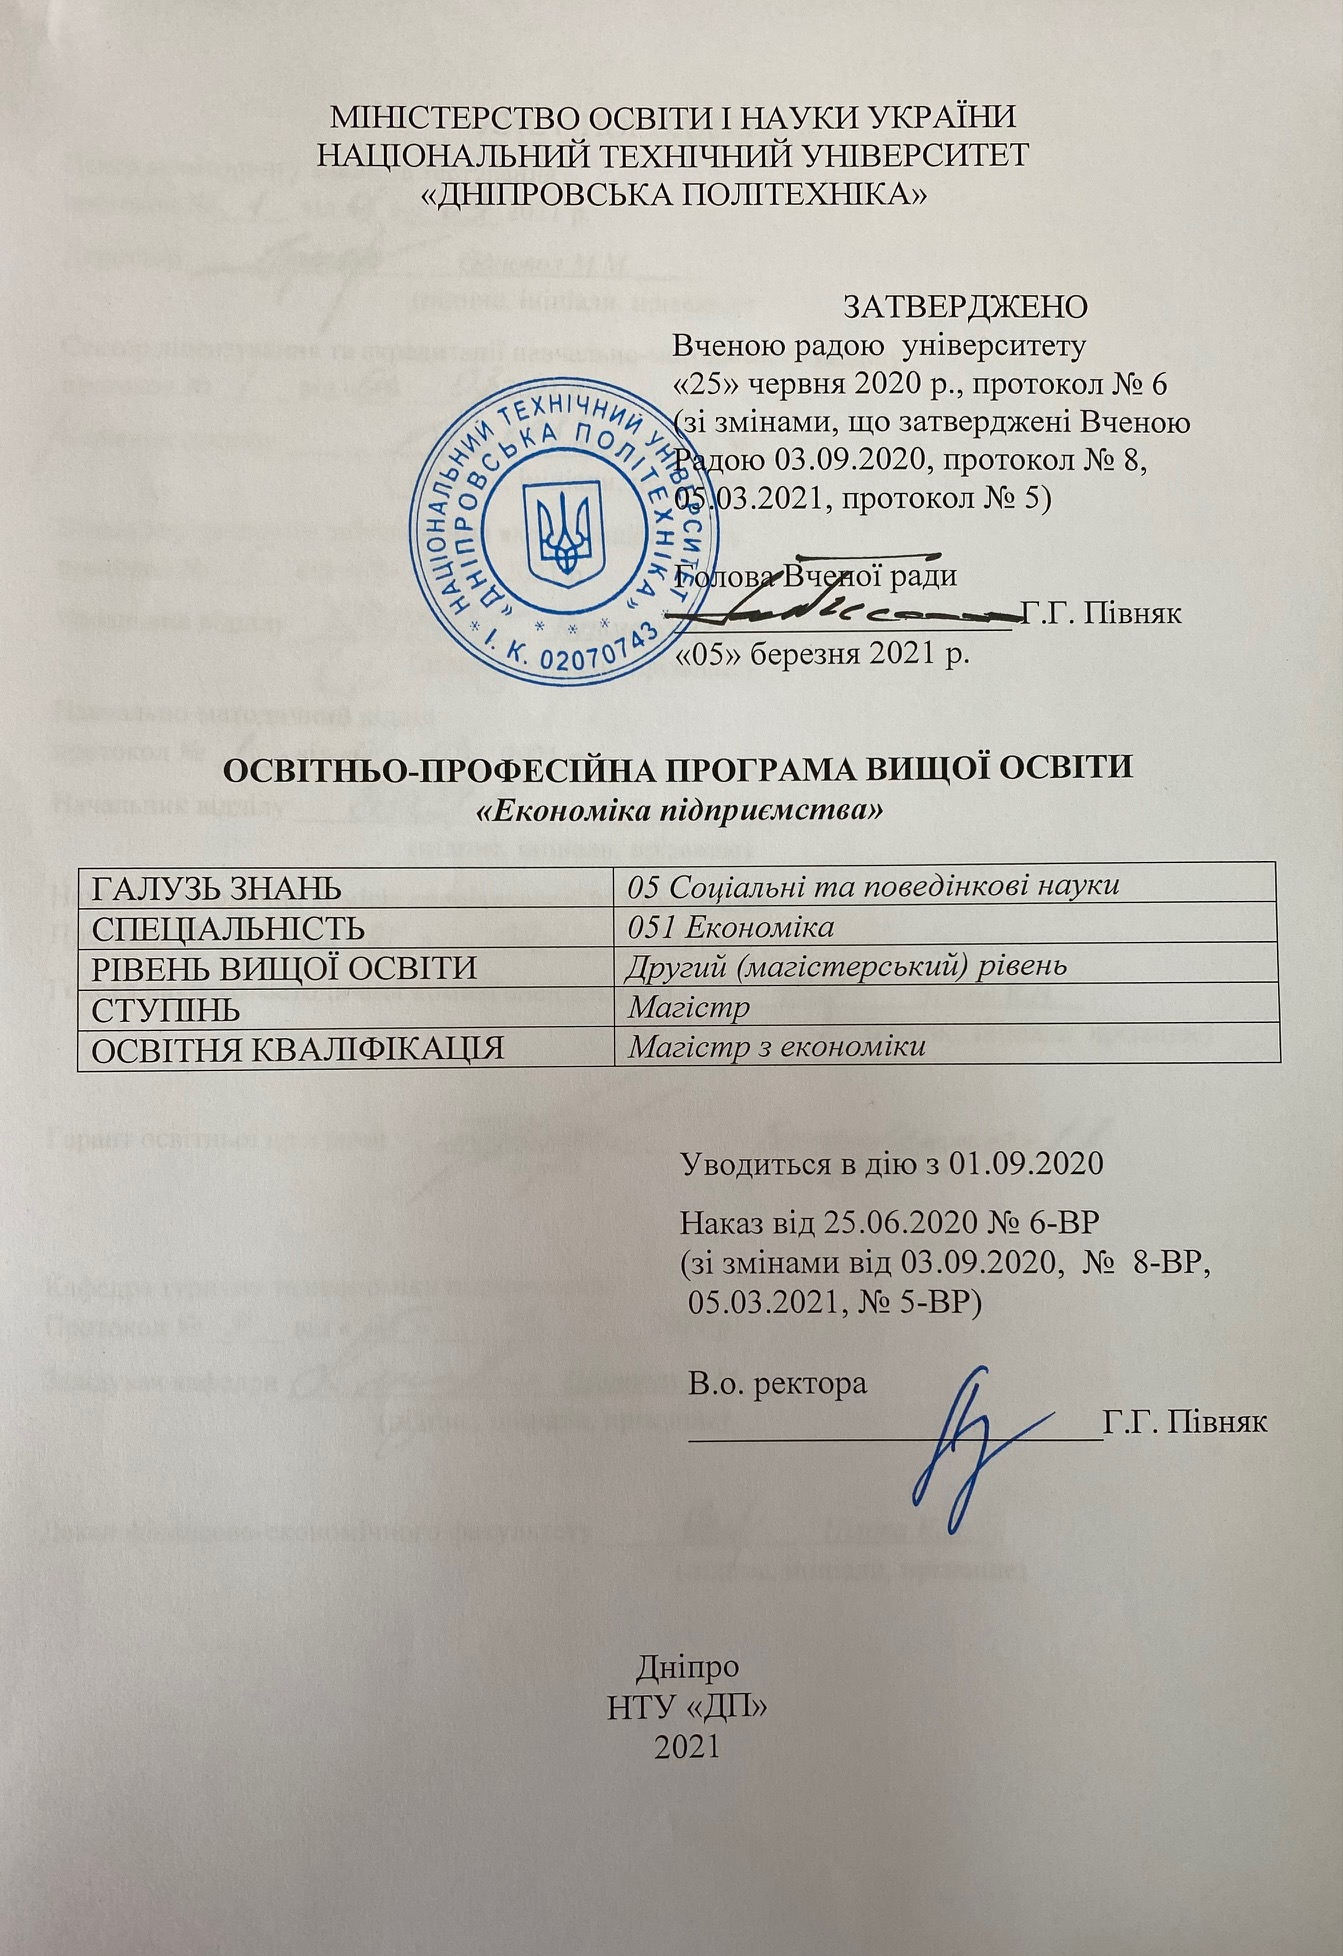 МІНІСТЕРСТВО ОСВІТИ І НАУКИ УКРАЇНИ
НАЦІОНАЛЬНИЙ ТЕХНІЧНИЙ УНІВЕРСИТЕТ
«ДНІПРОВСЬКА ПОЛІТЕХНІКА»
ЗАТВЕРДЖЕНО
Вченою радою університету
«25» червня 2020 р., протокол № 6
(зі змінами, що затверджені Вченою
Радою 03.09.2020, протокол № 8,
05.03.2021, протокол № 5)
НАЦІОНАЛЬНИЙ ТЕХНІЧНИЙ УНІВЕРСИТЕТ
«ДНІПРОВСЬКА ПОЛІТЕХНІКА»
* І. К. 02070743 *
Голова Вченої ради
Г.Г. Півняк
«05» березня 2021 р.
ОСВІТНЬО-ПРОФЕСІЙНА ПРОГРАМА ВИЩОЇ ОСВІТИ
«Економіка підприємства»
ГАЛУЗЬ ЗНАНЬ 05 Соціальні та поведінкові науки
СПЕЦІАЛЬНІСТЬ 051 Економіка
РІВЕНЬ ВИЩОЇ ОСВІТИ Другий (магістерський) рівень
СТУПІНЬ Магістр
ОСВІТНЯ КВАЛІФІКАЦІЯ Магістр з економіки
Уводиться в дію з 01.09.2020
Наказ від 25.06.2020 № 6-ВР
(зі змінами від 03.09.2020, № 8-ВР,
05.03.2021, № 5-ВР)
В.о. ректора
Г.Г. Півняк
Дніпро
НТУ «ДП»
2021